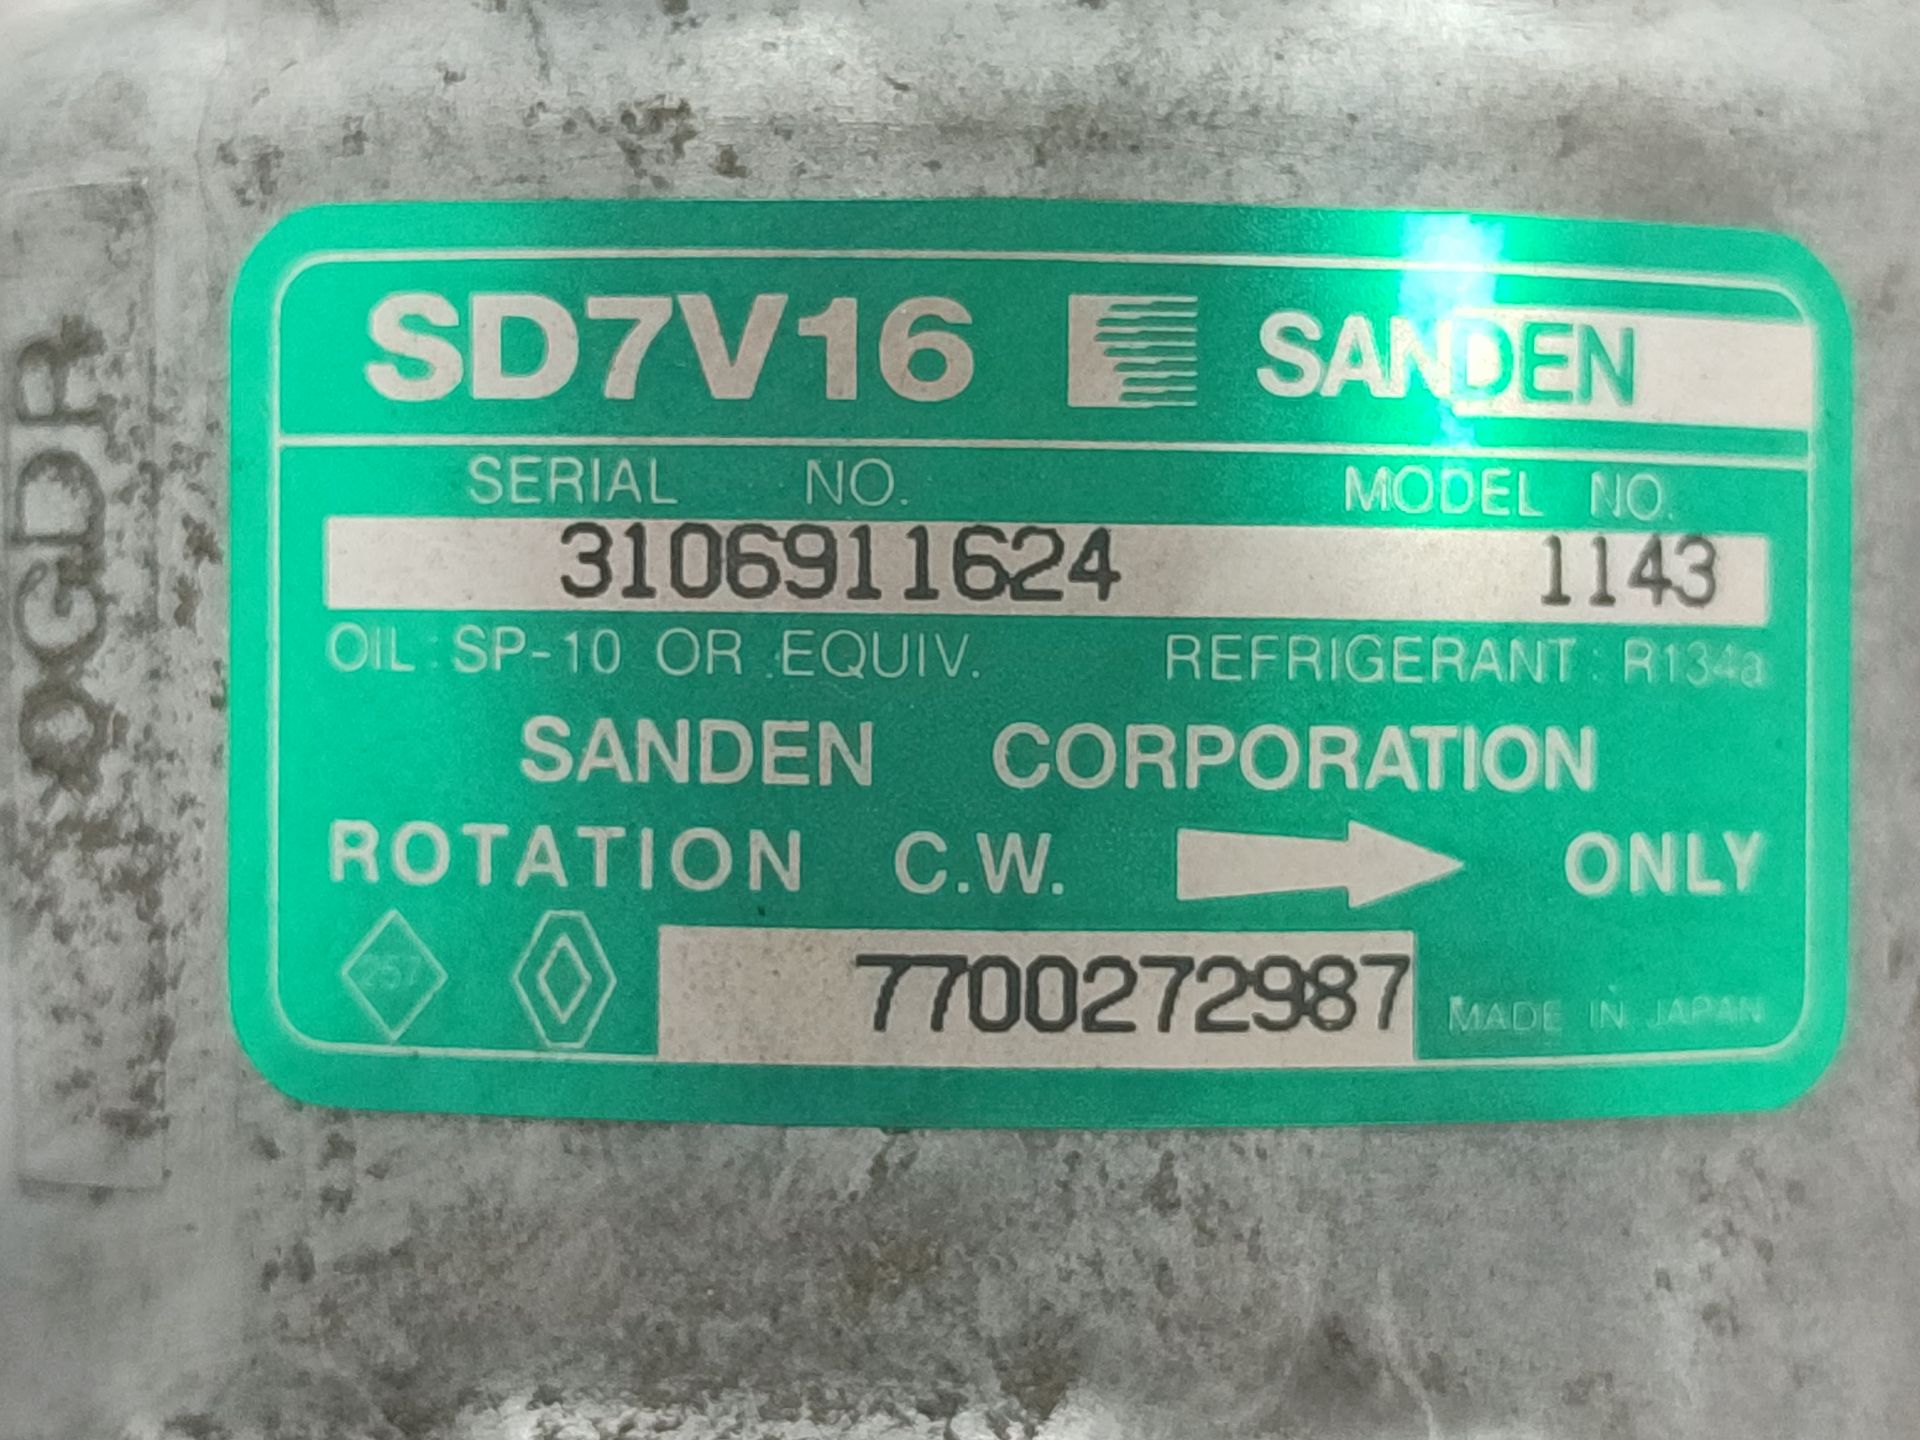 SD7V16 SANDEN
SERIAL NO. MODEL NO.
3106911624 1143
OIL : SP-10 OR EQUIV. REFRIGERANT : R134a
SANDEN CORPORATION
ROTATION C.W. ONLY
257 7700272987 MADE IN JAPAN